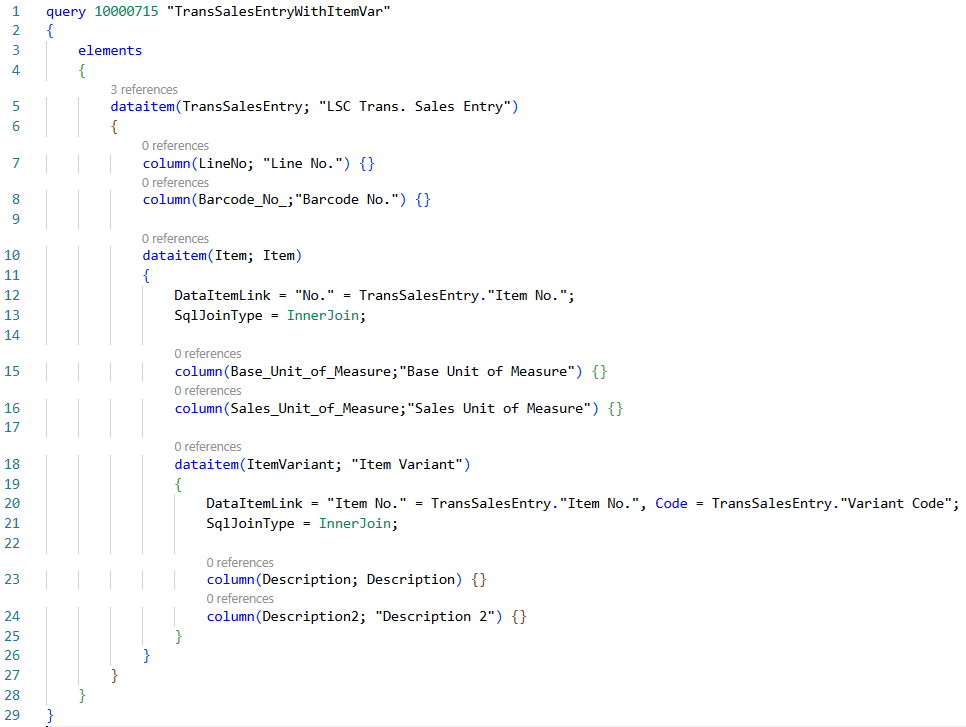 1 query 10000715 "TransSalesEntryWithItemVar"
2 {
3 elements
4 {
3 references
5 dataitem(TransSalesEntry; "LSC Trans. Sales Entry")
6 {
0 references
7 column(LineNo; "Line No.") {}
0 references
8 column(Barcode_No_;"Barcode No.") {}
9
0 references
10 dataitem(Item; Item)
11 {
12 DataItemLink = "No." = TransSalesEntry."Item No.";
13 SqlJoinType = InnerJoin;
14
0 references
15 column(Base_Unit_of_Measure;"Base Unit of Measure") {}
0 references
16 column(Sales_Unit_of_Measure;"Sales Unit of Measure") {}
17
0 references
18 dataitem(ItemVariant; "Item Variant")
19 {
20 DataItemLink = "Item No." = TransSalesEntry."Item No.", Code = TransSalesEntry."Variant Code";
21 SqlJoinType = InnerJoin;
22
0 references
23 column(Description; Description) {}
0 references
24 column(Description2; "Description 2") {}
25 }
26 }
27 }
28 }
29 }